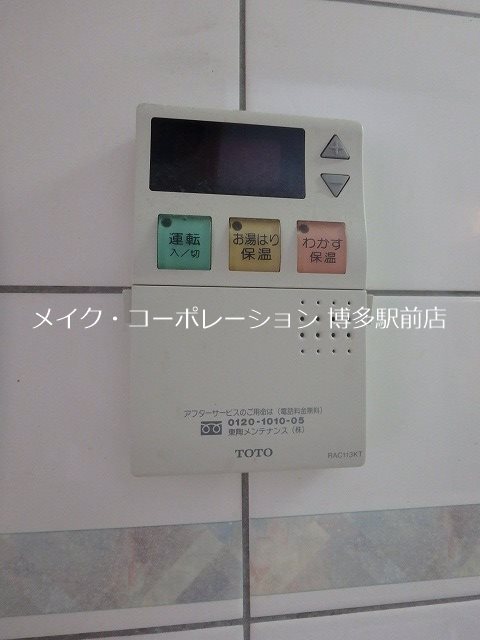 運転
入/切
お湯はり
保温
わかす
保温
メイク・コーポレーション 博多駅前店
アフターサービスのご用命は(電話料金無料)
0120-1010-05
東陶メンテナンス(株)
TOTO
RAC113KT